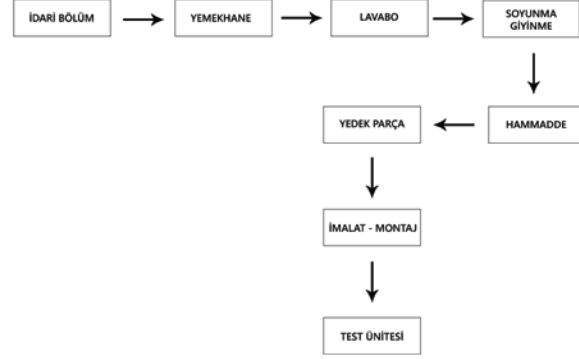 İDARİ BÖLÜM
YEMEKHANE
LAVABO
SOYUNMA
GİYİNME
HAMMADDE
YEDEK PARÇA
İMALAT - MONTAJ
TEST ÜNİTESİ